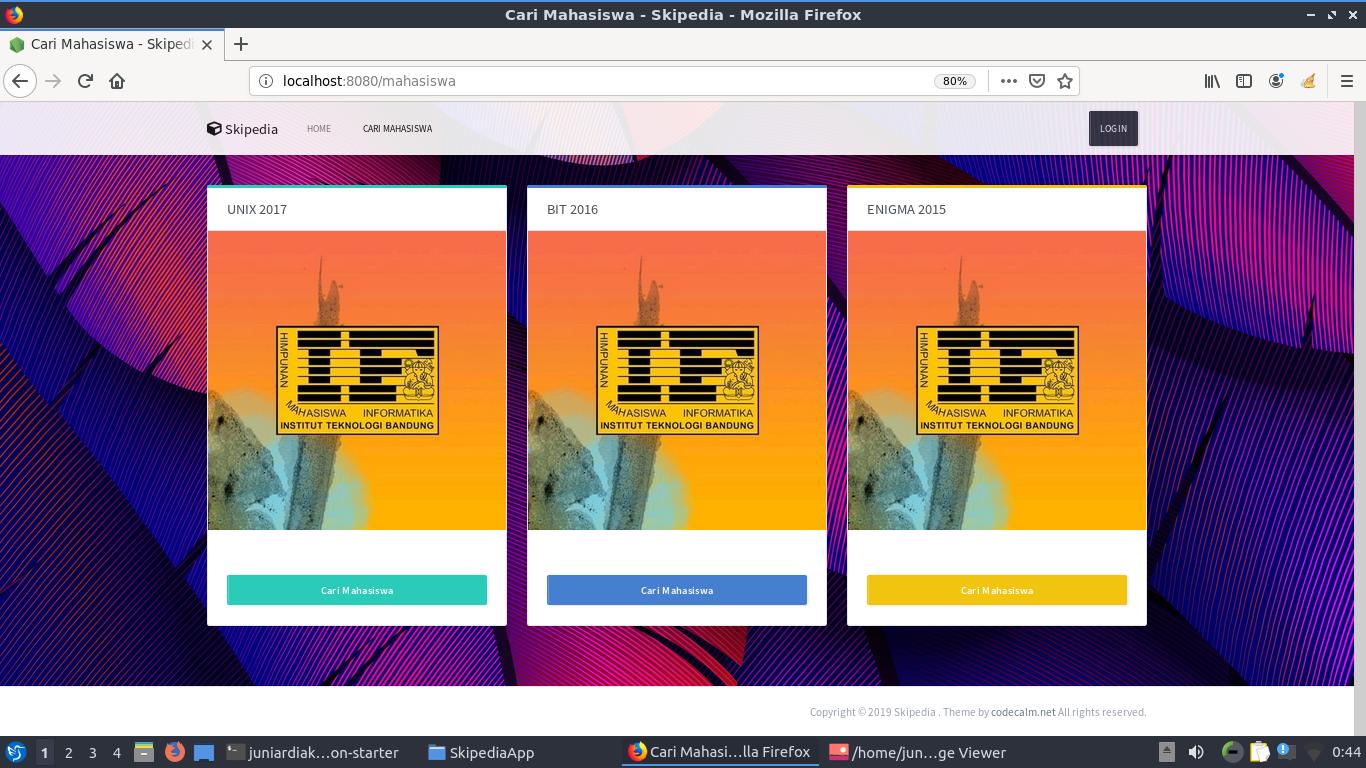 Cari Mahasiswa - Skipedia - Mozilla Firefox
Cari Mahasiswa - Skipedi
localhost:8080/mahasiswa
80%
Skipedia
HOME
CARI MAHASISWA
LOGIN
UNIX 2017
BIT 2016
ENIGMA 2015
HIMPUNAN
MAHASISWA INFORMATIKA
INSTITUT TEKNOLOGI BANDUNG
HIMPUNAN
MAHASISWA INFORMATIKA
INSTITUT TEKNOLOGI BANDUNG
HIMPUNAN
MAHASISWA INFORMATIKA
INSTITUT TEKNOLOGI BANDUNG
Cari Mahasiswa
Cari Mahasiswa
Cari Mahasiswa
Copyright © 2019 Skipedia . Theme by codecalm.net All rights reserved.
1 2 3 4
juniardiak...on-starter
SkipediaApp
Cari Mahasi...lla Firefox
/home/jun...ge Viewer
0:44